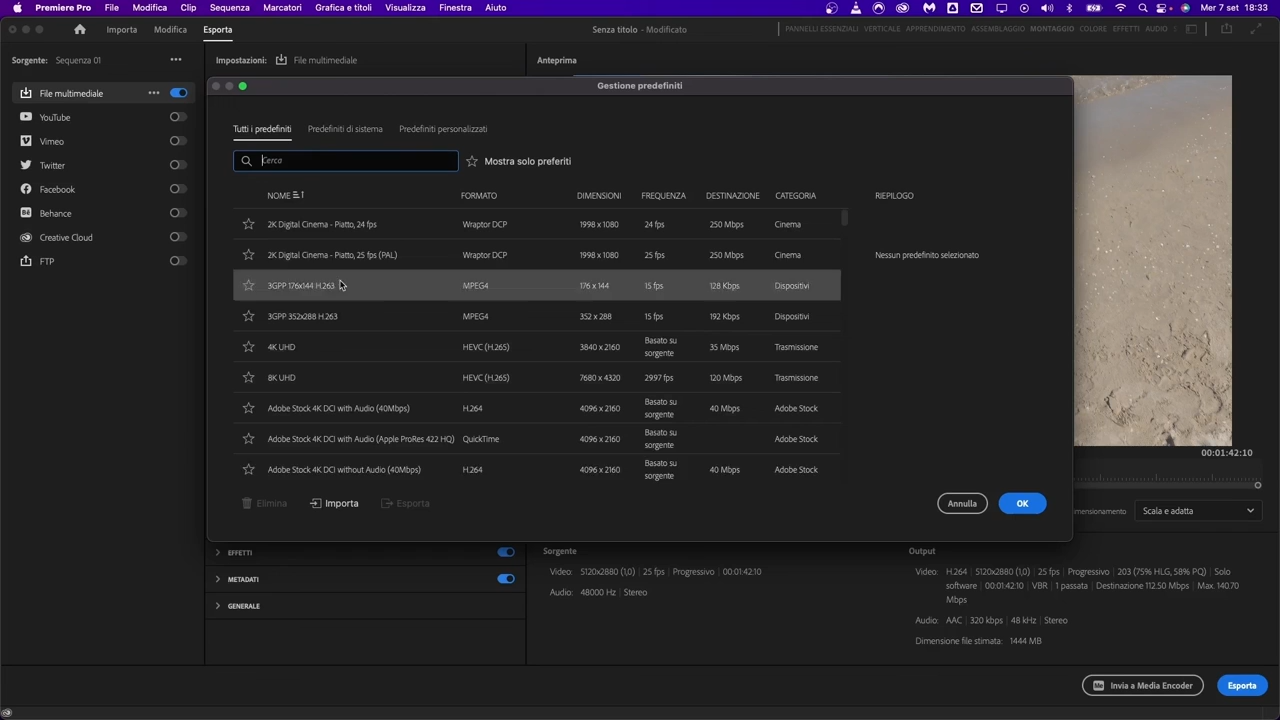 Premiere Pro File Modifica Clip Sequenza Marcatori Grafica e titoli Visualizza Finestra Aiuto Mer 7 set 18:33
Importa Modifica Esporta Senza titolo - Modificato PANNELLI ESSENZIALI VERTICALE APPRENDIMENTO ASSEMBLAGGIO MONTAGGIO COLORE EFFETTI AUDIO
Sorgente: Sequenza 01 ••• Impostazioni: File multimediale Anteprima
File multimediale •••
YouTube
Vimeo
Twitter
Facebook
Behance
Creative Cloud
FTP
Gestione predefiniti
Tutti i predefiniti Predefiniti di sistema Predefiniti personalizzati
Cerca Mostra solo preferiti
NOME FORMATO DIMENSIONI FREQUENZA DESTINAZIONE CATEGORIA RIEPILOGO
2K Digital Cinema - Piatto, 24 fps Wraptor DCP 1998 x 1080 24 fps 250 Mbps Cinema
2K Digital Cinema - Piatto, 25 fps (PAL) Wraptor DCP 1998 x 1080 25 fps 250 Mbps Cinema Nessun predefinito selezionato
3GPP 176x144 H.263 MPEG4 176 x 144 15 fps 128 Kbps Dispositivi
3GPP 352x288 H.263 MPEG4 352 x 288 15 fps 192 Kbps Dispositivi
4K UHD HEVC (H.265) 3840 x 2160 Basato su sorgente 35 Mbps Trasmissione
8K UHD HEVC (H.265) 7680 x 4320 29.97 fps 120 Mbps Trasmissione
Adobe Stock 4K DCI with Audio (40Mbps) H.264 4096 x 2160 Basato su sorgente 40 Mbps Adobe Stock
Adobe Stock 4K DCI with Audio (Apple ProRes 422 HQ) QuickTime 4096 x 2160 Basato su sorgente Adobe Stock
Adobe Stock 4K DCI without Audio (40Mbps) H.264 4096 x 2160 Basato su sorgente 40 Mbps Adobe Stock
Elimina Importa Esporta Annulla OK
00:01:42:10
Scala e adatta
EFFETTI
METADATI
GENERALE
Sorgente
Video: 5120x2880 (1,0) | 25 fps | Progressivo | 00:01:42:10
Audio: 48000 Hz | Stereo
Output
Video: H.264 | 5120x2880 (1,0) | 25 fps | Progressivo | 203 (75% HLG, 58% PQ) | Solo
software | 00:01:42:10 | VBR | 1 passata | Destinazione 112.50 Mbps | Max. 140.70
Mbps
Audio: AAC | 320 kbps | 48 kHz | Stereo
Dimensione file stimata: 1444 MB
Me Invia a Media Encoder Esporta